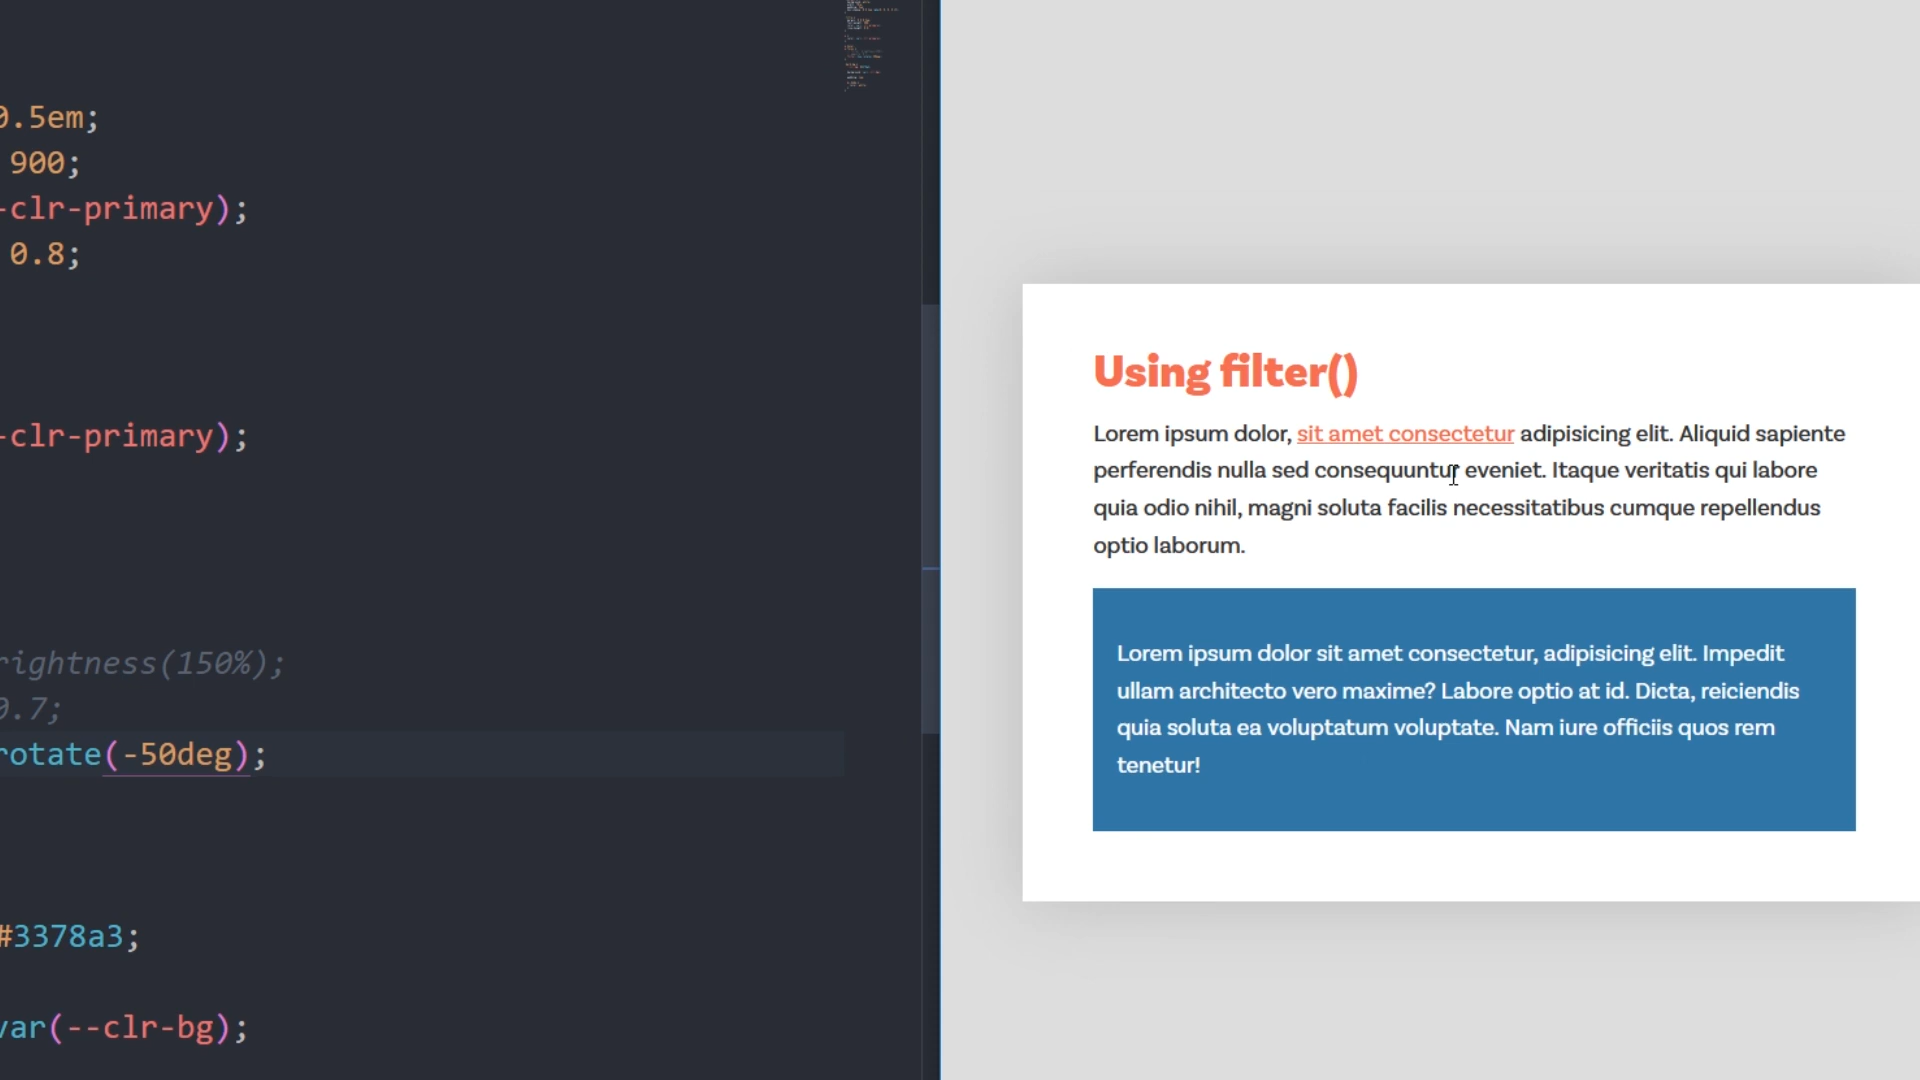 0.5em;
900;
-clr-primary);
0.8;
-clr-primary);
rightness(150%);
0.7;
rotate(-50deg);
#3378a3;
var(--clr-bg);
Using filter()
Lorem ipsum dolor, sit amet consectetur adipisicing elit. Aliquid sapiente
perferendis nulla sed consequuntur eveniet. Itaque veritatis qui labore
quia odio nihil, magni soluta facilis necessitatibus cumque repellendus
optio laborum.
Lorem ipsum dolor sit amet consectetur, adipisicing elit. Impedit
ullam architecto vero maxime? Labore optio at id. Dicta, reiciendis
quia soluta ea voluptatum voluptate. Nam iure officiis quos rem
tenetur!